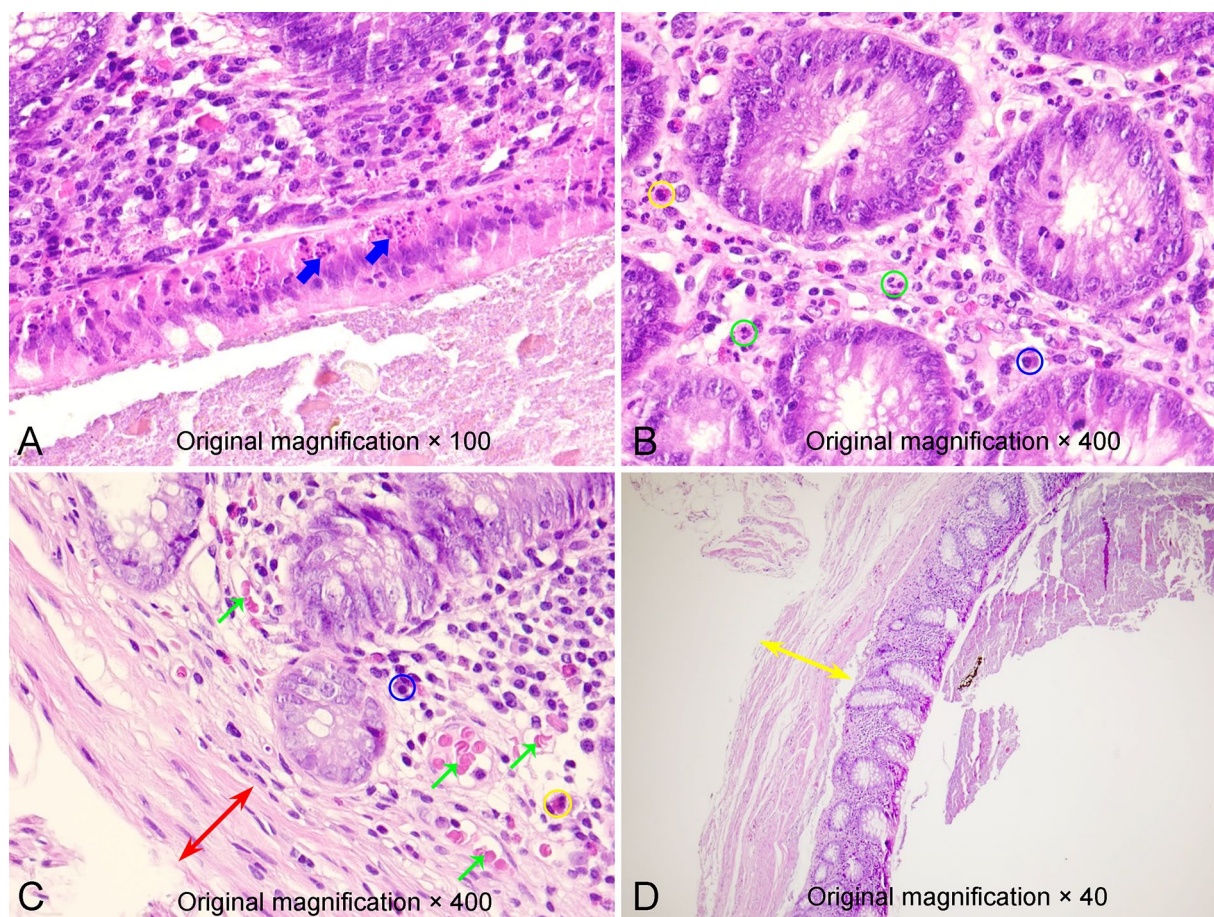 A
Original magnification × 100
B
Original magnification × 400
C
Original magnification × 400
D
Original magnification × 40